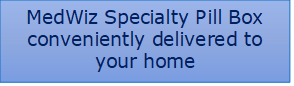 MedWiz Specialty Pill Box
conveniently delivered to
your home